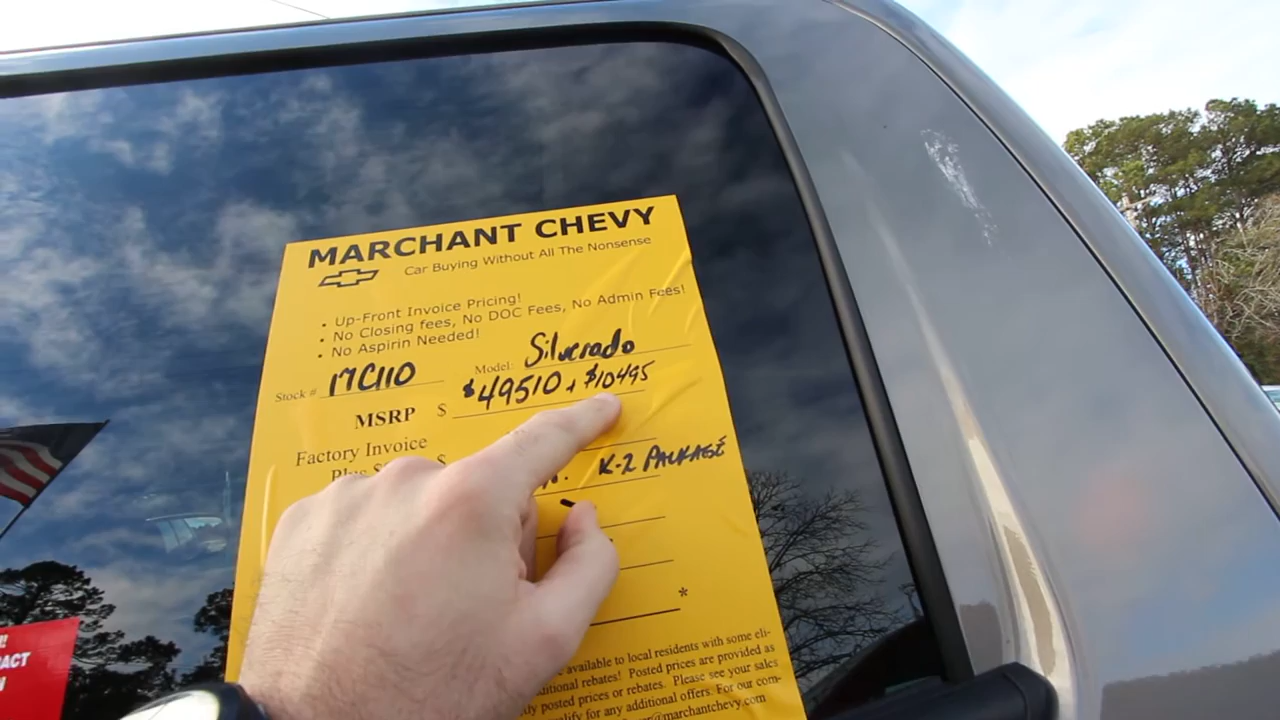 MARCHANT CHEVY
Car Buying Without All The Nonsense
• Up-Front Invoice Pricing!
• No Closing fees, No DOC Fees, No Admin Fees!
• No Aspirin Needed!
Stock # 17C110 Model: Silverado
MSRP $ $49510 + $10495
Factory Invoice
Plus $
K-2 PACKAGE
*
available to local residents with some eli-
ditional rebates! Posted prices are provided as
posted prices or rebates. Please see your sales
qualify for any additional offers. For our com-
@marchantchevy.com